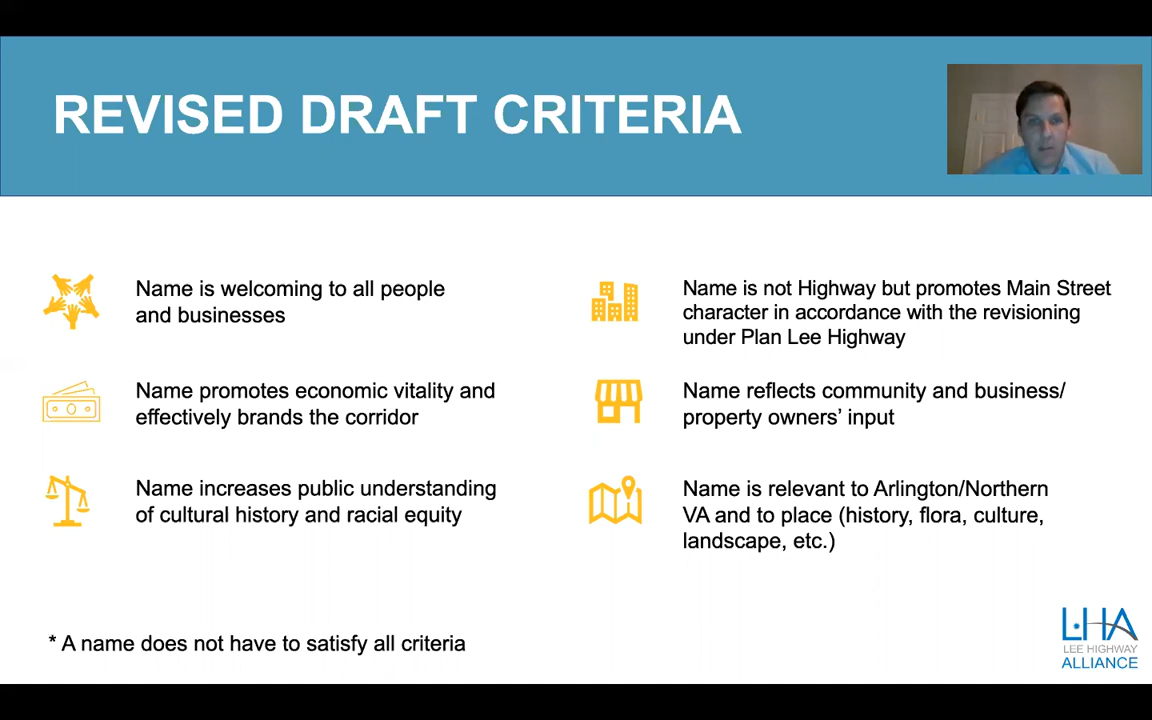 REVISED DRAFT CRITERIA
Name is welcoming to all people
and businesses
Name promotes economic vitality and
effectively brands the corridor
Name increases public understanding
of cultural history and racial equity
Name is not Highway but promotes Main Street
character in accordance with the revisioning
under Plan Lee Highway
Name reflects community and business/
property owners’ input
Name is relevant to Arlington/Northern
VA and to place (history, flora, culture,
landscape, etc.)
* A name does not have to satisfy all criteria
LHA
LEE HIGHWAY
ALLIANCE